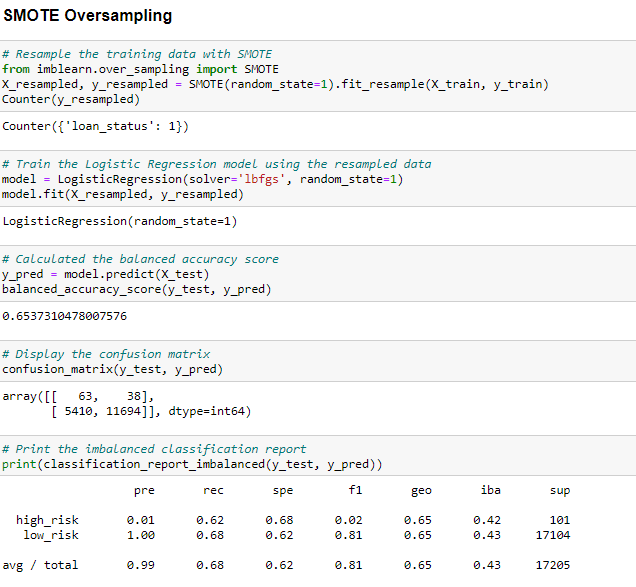 SMOTE Oversampling
# Resample the training data with SMOTE
from imblearn.over_sampling import SMOTE
X_resampled, y_resampled = SMOTE(random_state=1).fit_resample(X_train, y_train)
Counter(y_resampled)
Counter({'loan_status': 1})
# Train the Logistic Regression model using the resampled data
model = LogisticRegression(solver='lbfgs', random_state=1)
model.fit(X_resampled, y_resampled)
LogisticRegression(random_state=1)
# Calculated the balanced accuracy score
y_pred = model.predict(X_test)
balanced_accuracy_score(y_test, y_pred)
0.6537310478007576
# Display the confusion matrix
confusion_matrix(y_test, y_pred)
array([[   63,    38],
       [ 5410, 11694]], dtype=int64)
# Print the imbalanced classification report
print(classification_report_imbalanced(y_test, y_pred))
pre rec spe f1 geo iba sup
high_risk 0.01 0.62 0.68 0.02 0.65 0.42 101
low_risk 1.00 0.68 0.62 0.81 0.65 0.43 17104
avg / total 0.99 0.68 0.62 0.81 0.65 0.43 17205